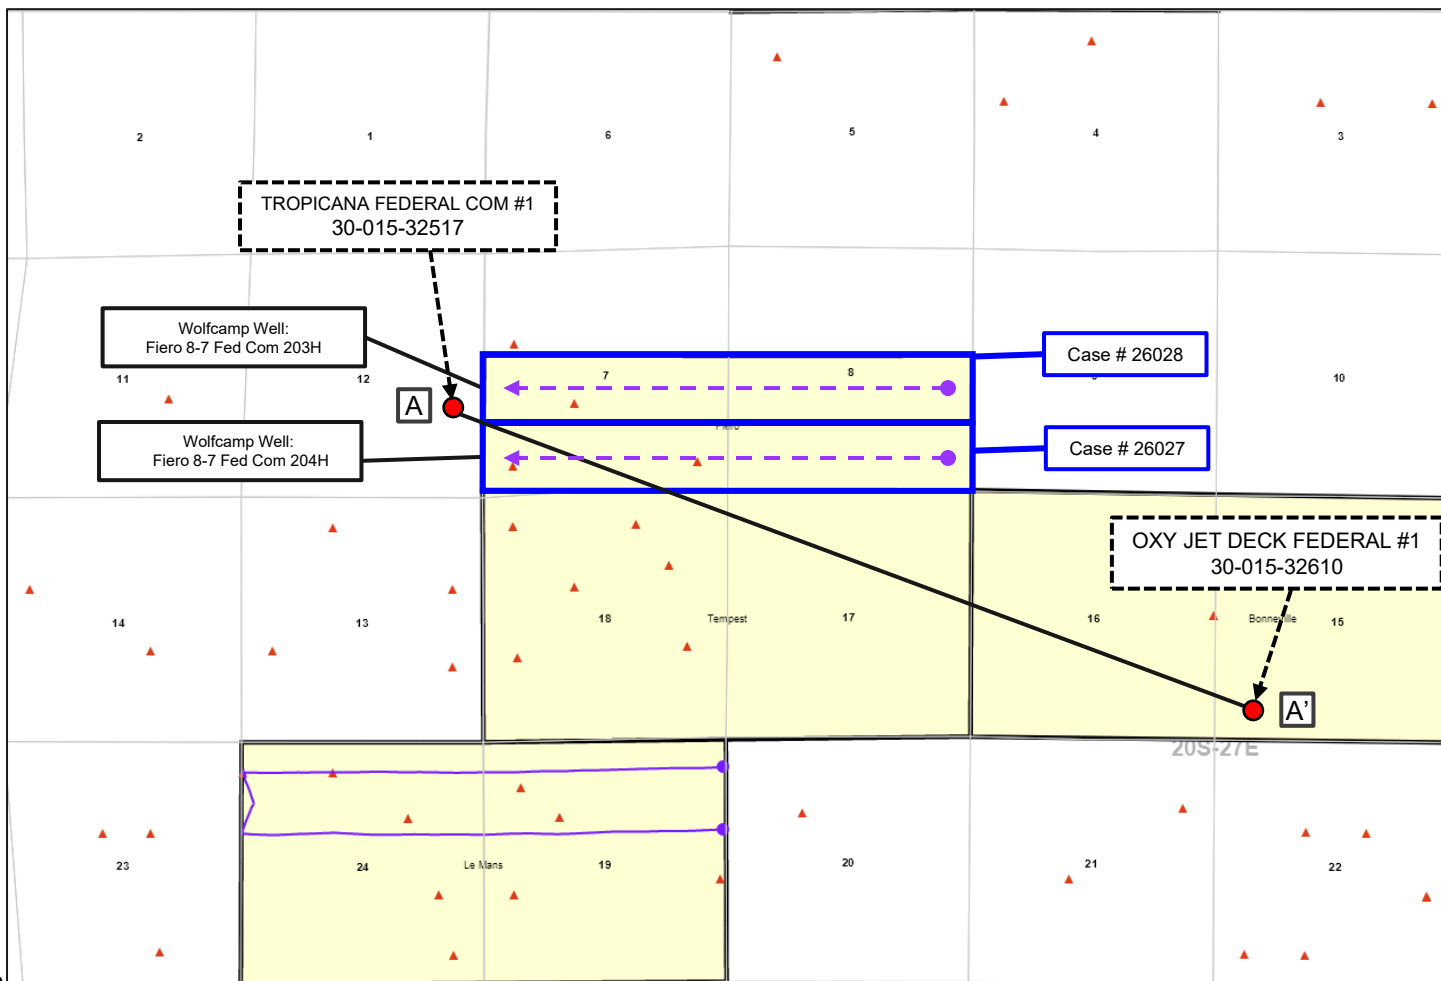 2
1
6
5
4
3
TROPICANA FEDERAL COM #1
30-015-32517
Wolfcamp Well:
Fiero 8-7 Fed Com 203H
Case # 26028
11
12
7
8
10
A
Wolfcamp Well:
Fiero 8-7 Fed Com 204H
Case # 26027
OXY JET DECK FEDERAL #1
30-015-32610
14
13
18
Tempest
17
16
Bonneville
15
A'
20S-27E
23
24
Le Mans
19
20
21
22